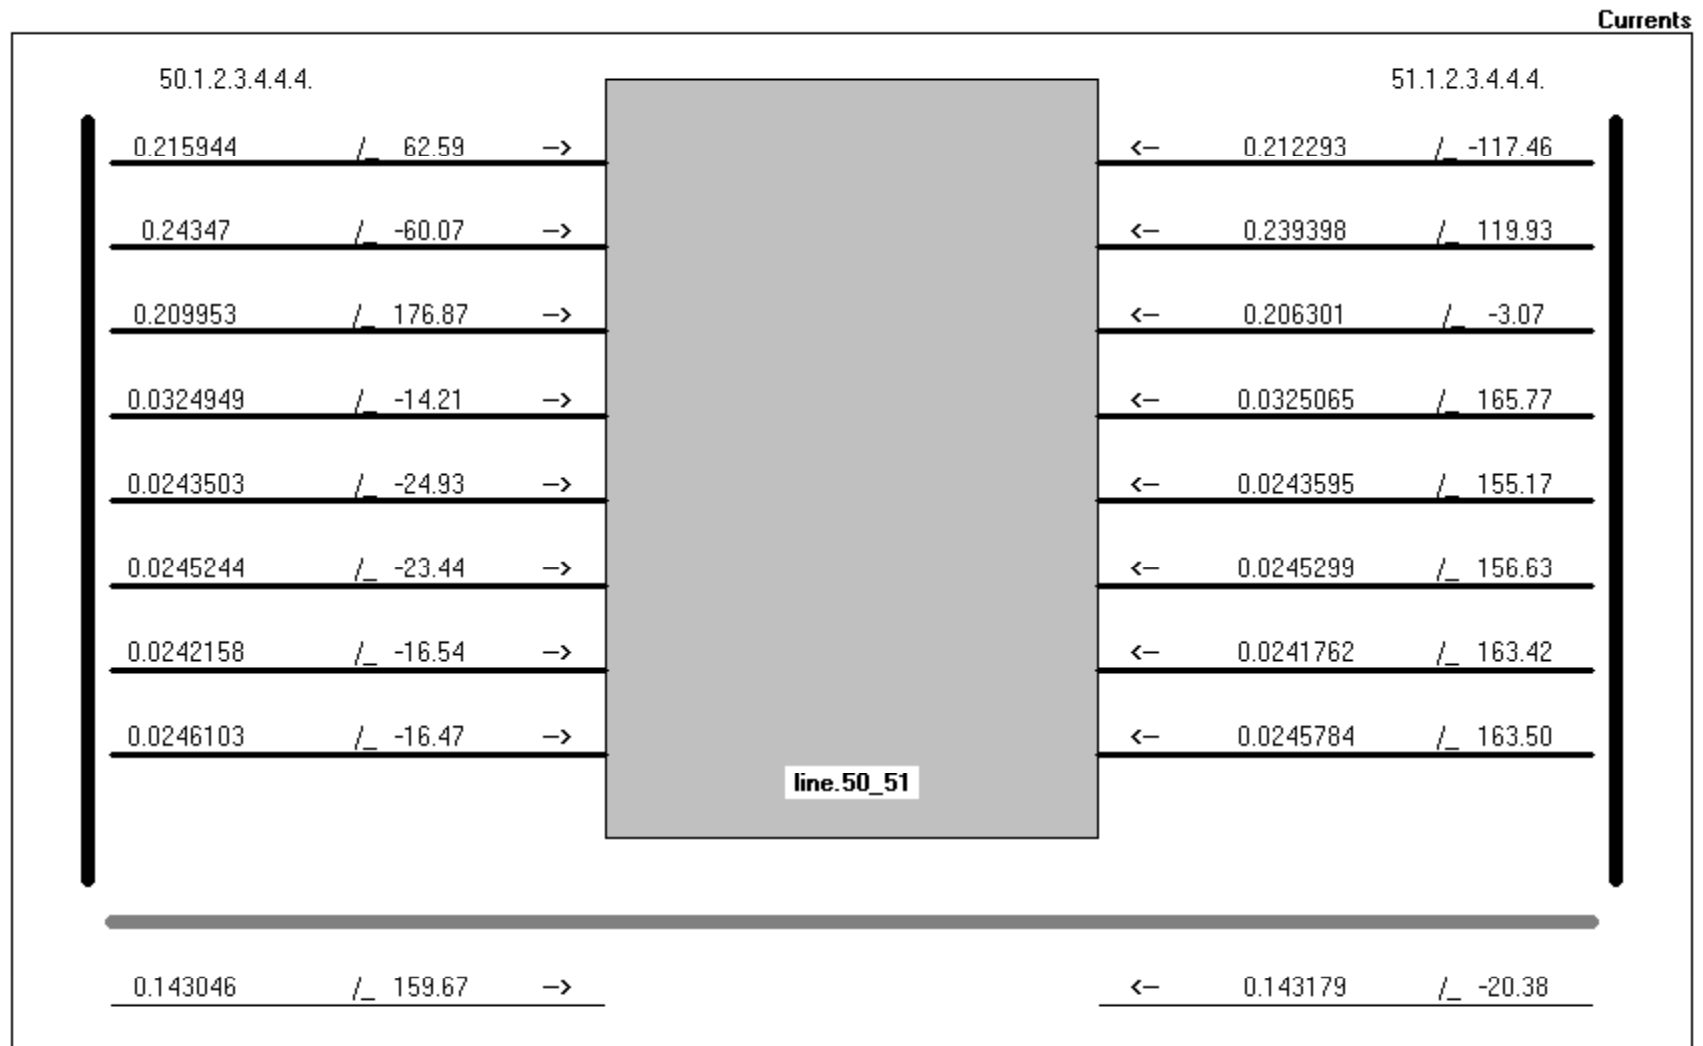 Currents
50.1.2.3.4.4.4. 51.1.2.3.4.4.4.
0.215944 /_ 62.59 --> <-- 0.212293 /_ -117.46
0.24347 /_ -60.07 --> <-- 0.239398 /_ 119.93
0.209953 /_ 176.87 --> <-- 0.206301 /_ -3.07
0.0324949 /_ -14.21 --> <-- 0.0325065 /_ 165.77
0.0243503 /_ -24.93 --> <-- 0.0243595 /_ 155.17
0.0245244 /_ -23.44 --> <-- 0.0245299 /_ 156.63
0.0242158 /_ -16.54 --> <-- 0.0241762 /_ 163.42
0.0246103 /_ -16.47 --> <-- 0.0245784 /_ 163.50
line.50_51
0.143046 /_ 159.67 --> <-- 0.143179 /_ -20.38